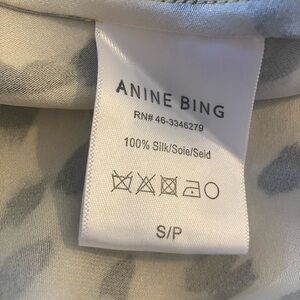 ANINE BING
RN# 46-3346279
100% Silk/Soie/Seid
S/P